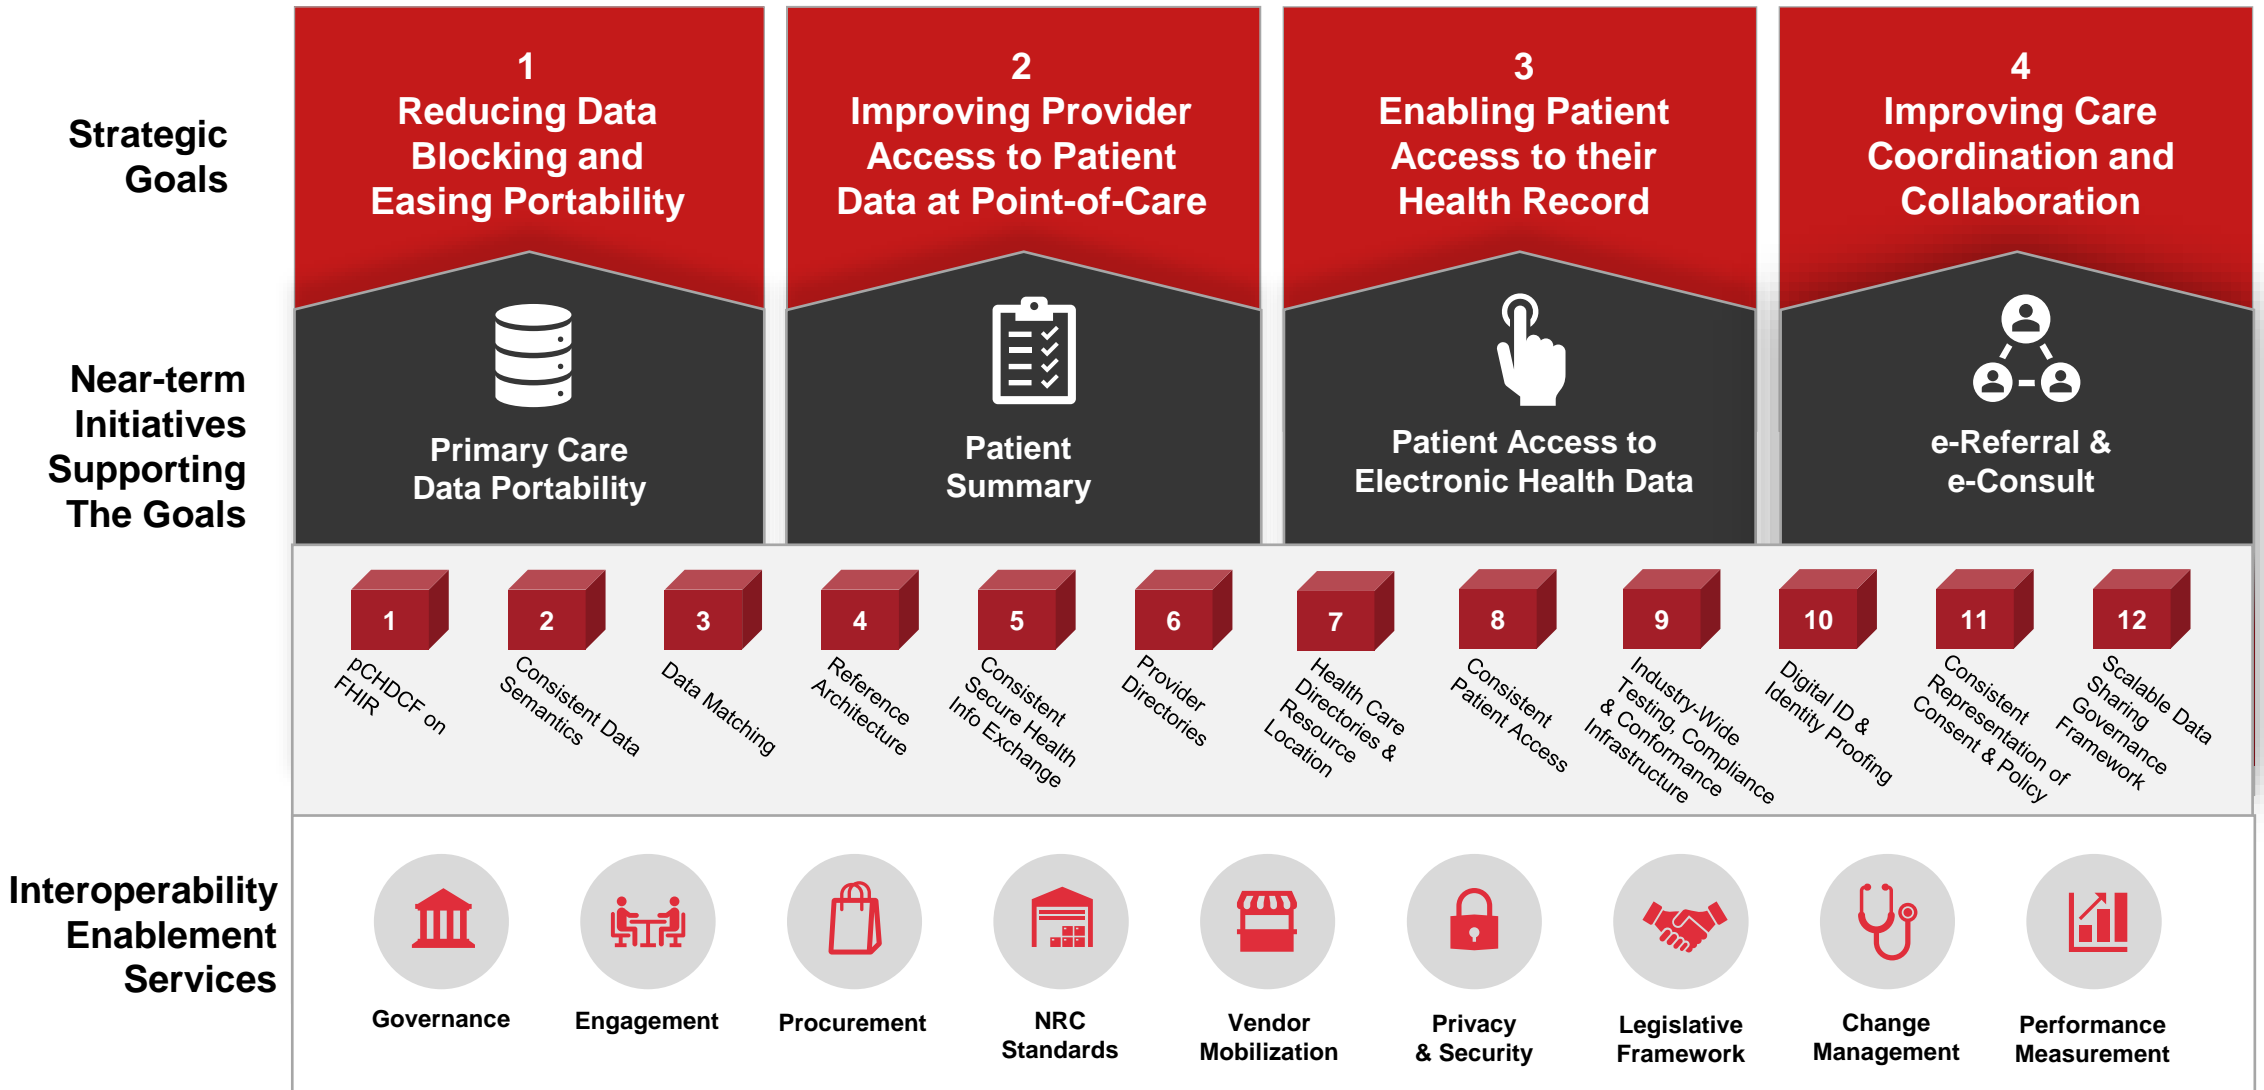 Strategic
Goals
1
Reducing Data
Blocking and
Easing Portability
2
Improving Provider
Access to Patient
Data at Point-of-Care
3
Enabling Patient
Access to their
Health Record
4
Improving Care
Coordination and
Collaboration
Near-term
Initiatives
Supporting
The Goals
Primary Care
Data Portability
Patient
Summary
Patient Access to
Electronic Health Data
e-Referral &
e-Consult
1
pCHDCF on
FHIR
2
Consistent Data
Semantics
3
Data Matching
4
Reference
Architecture
5
Consistent
Secure Health
Info Exchange
6
Provider
Directories
7
Health Care
Directories &
Resource
Location
8
Consistent
Patient Access
9
Industry-Wide
Testing, Compliance
& Conformance
Infrastructure
10
Digital ID &
Identity Proofing
11
Consistent
Representation of
Consent & Policy
12
Scalable Data
Sharing
Governance
Framework
Interoperability
Enablement
Services
Governance
Engagement
Procurement
NRC
Standards
Vendor
Mobilization
Privacy
& Security
Legislative
Framework
Change
Management
Performance
Measurement